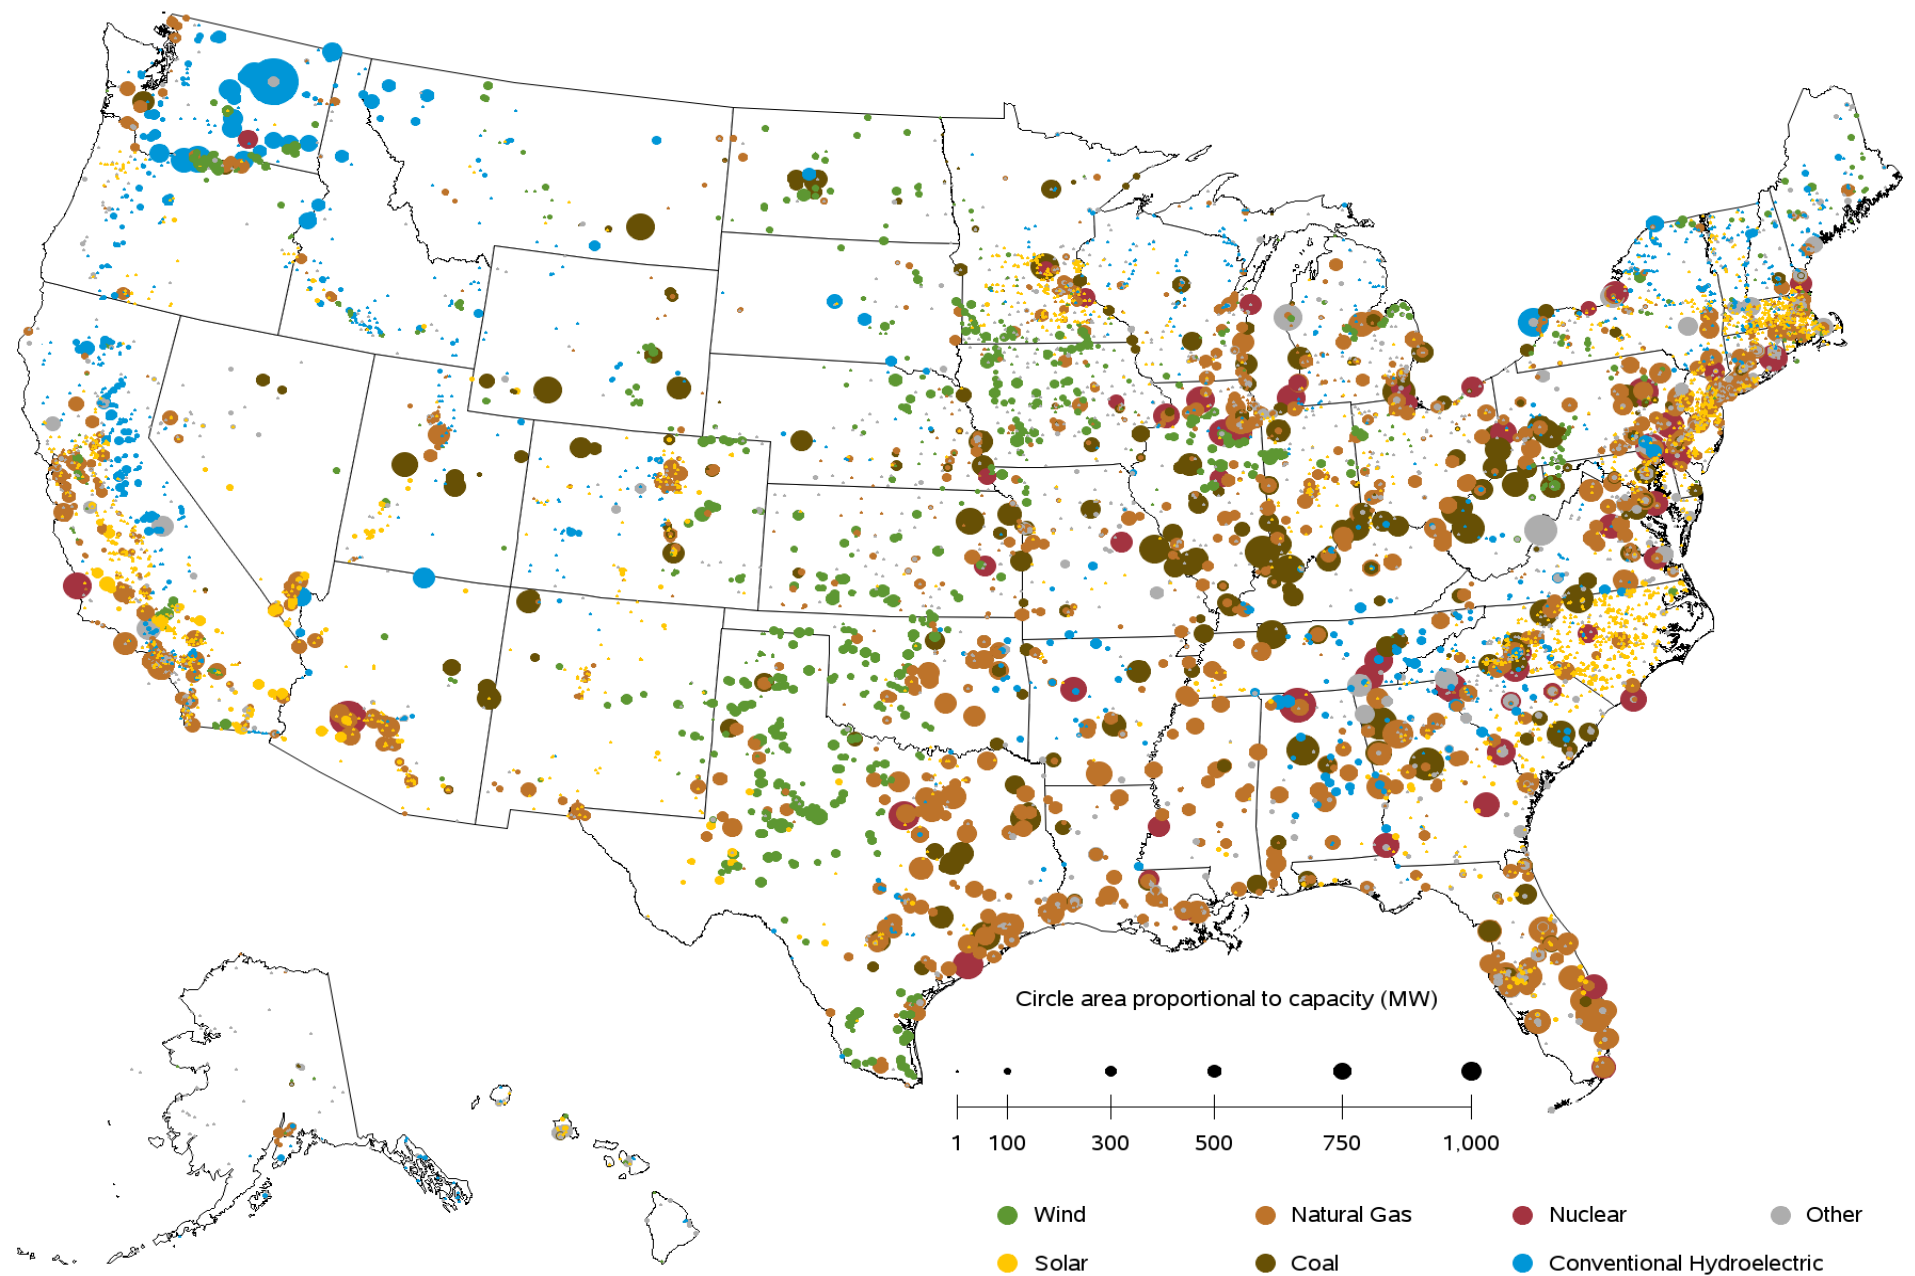 Circle area proportional to capacity (MW)
1 100 300 500 750 1,000
Wind Natural Gas Nuclear Other
Solar Coal Conventional Hydroelectric